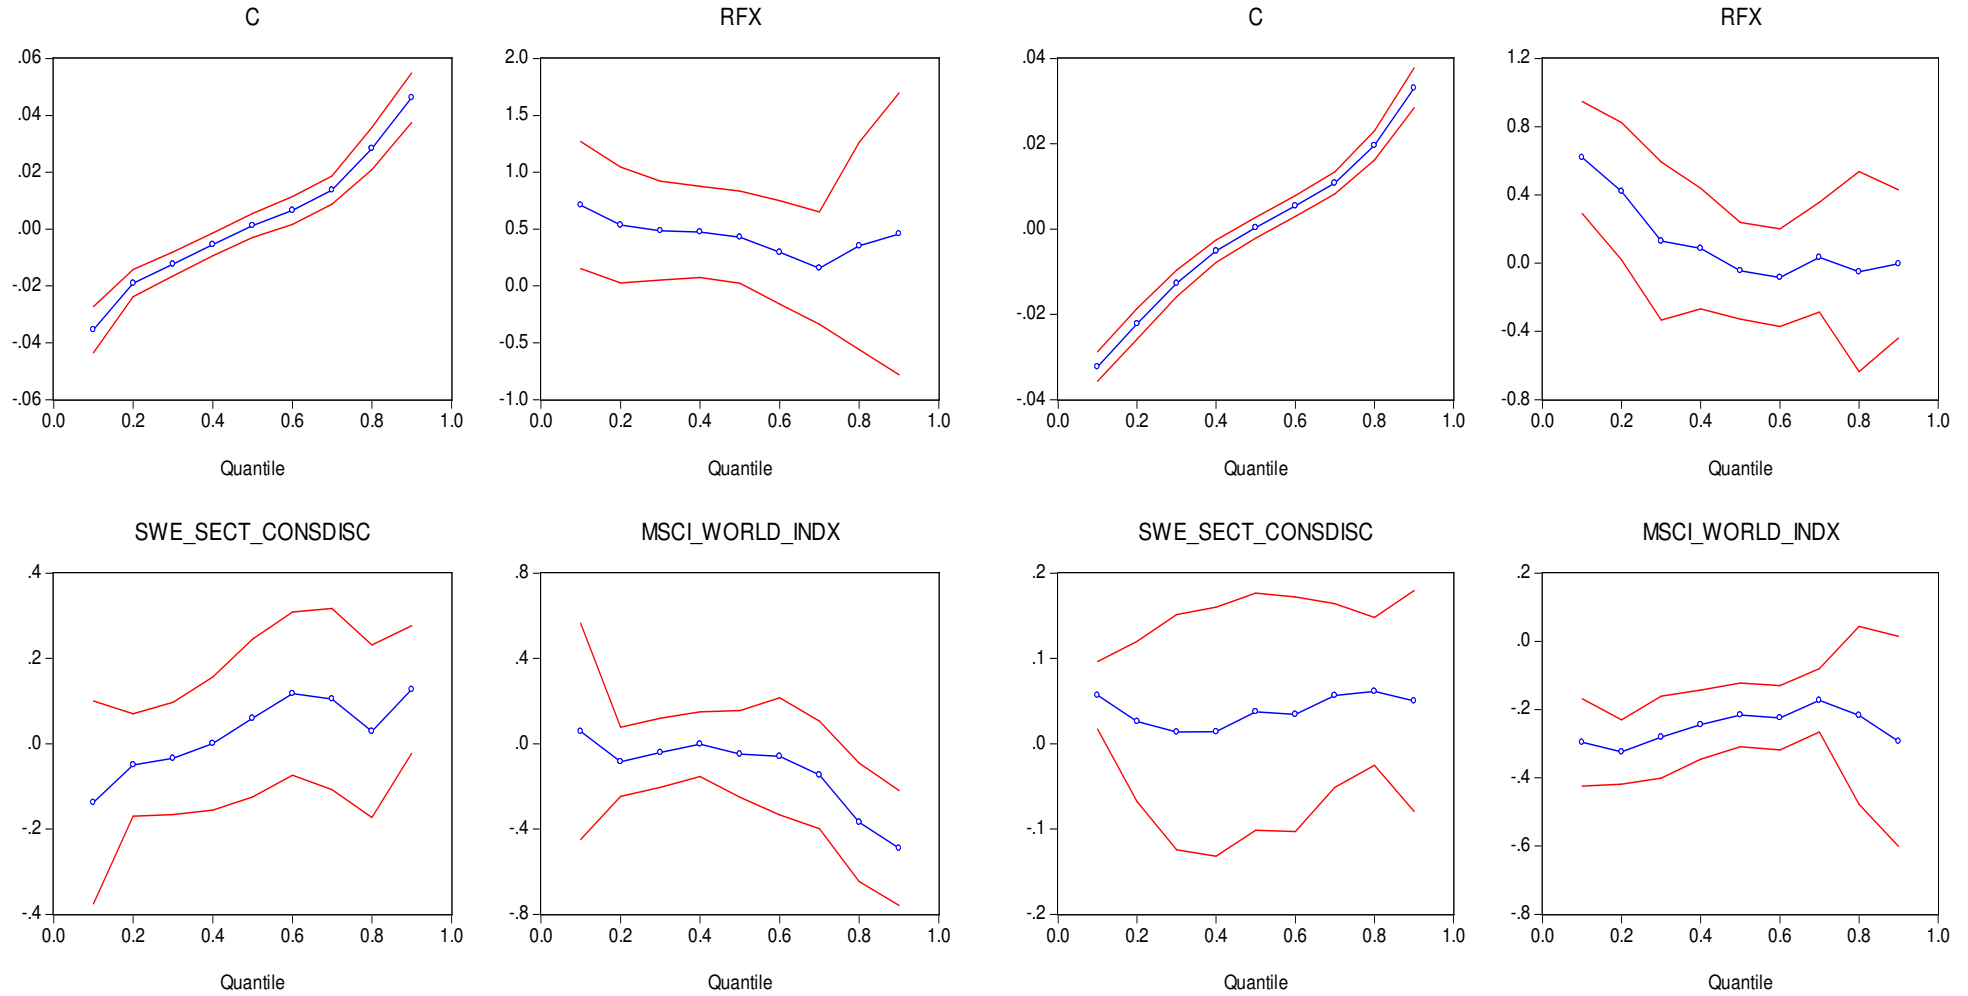 C RFX C RFX
.06 2.0 .04 1.2
.04 1.5 .02 0.8
.02 1.0 .00 0.4
.00 0.5 -.02 0.0
-.02 0.0 -.04 -0.4
-.04 -0.5 -0.8
-.06 -1.0
0.0 0.2 0.4 0.6 0.8 1.0 0.0 0.2 0.4 0.6 0.8 1.0 0.0 0.2 0.4 0.6 0.8 1.0 0.0 0.2 0.4 0.6 0.8 1.0
Quantile Quantile Quantile Quantile
SWE_SECT_CONSDISC MSCI_WORLD_INDX SWE_SECT_CONSDISC MSCI_WORLD_INDX
.4 .8 .2 .2
.2 .4 .1 .0
.0 .0 .0 -.2
-.2 -.4 -.1 -.4
-.4 -.8 -.2 -.6
-.8
0.0 0.2 0.4 0.6 0.8 1.0 0.0 0.2 0.4 0.6 0.8 1.0 0.0 0.2 0.4 0.6 0.8 1.0 0.0 0.2 0.4 0.6 0.8 1.0
Quantile Quantile Quantile Quantile